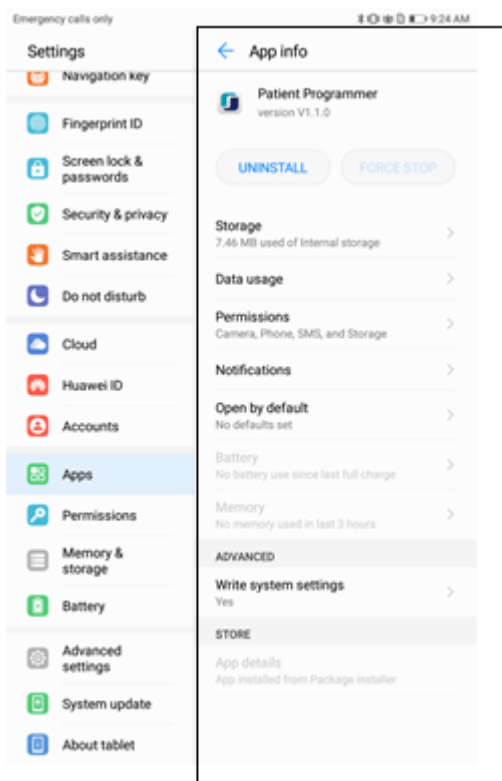 Emergency calls only
9:24 AM
Settings
Navigation key
Fingerprint ID
Screen lock &
passwords
Security & privacy
Smart assistance
Do not disturb
Cloud
Huawei ID
Accounts
Apps
Permissions
Memory &
storage
Battery
Advanced
settings
System update
About tablet
App info
Patient Programmer
version V1.1.0
UNINSTALL
FORCE STOP
Storage
7.46 MB used of Internal storage
Data usage
Permissions
Camera, Phone, SMS, and Storage
Notifications
Open by default
No defaults set
Battery
No battery use since last full charge
Memory
No memory used in last 3 hours
ADVANCED
Write system settings
Yes
STORE
App details
App installed from Package installer